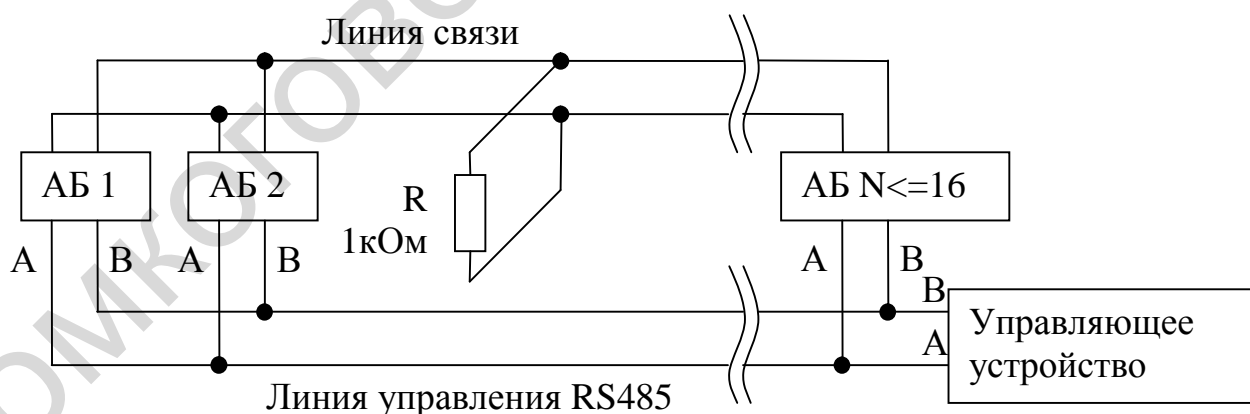 Линия связи
АБ 1
АБ 2
R
1кОм
АБ N<=16
A
B
A
B
A
B
B
A
Управляющее
устройство
Линия управления RS485